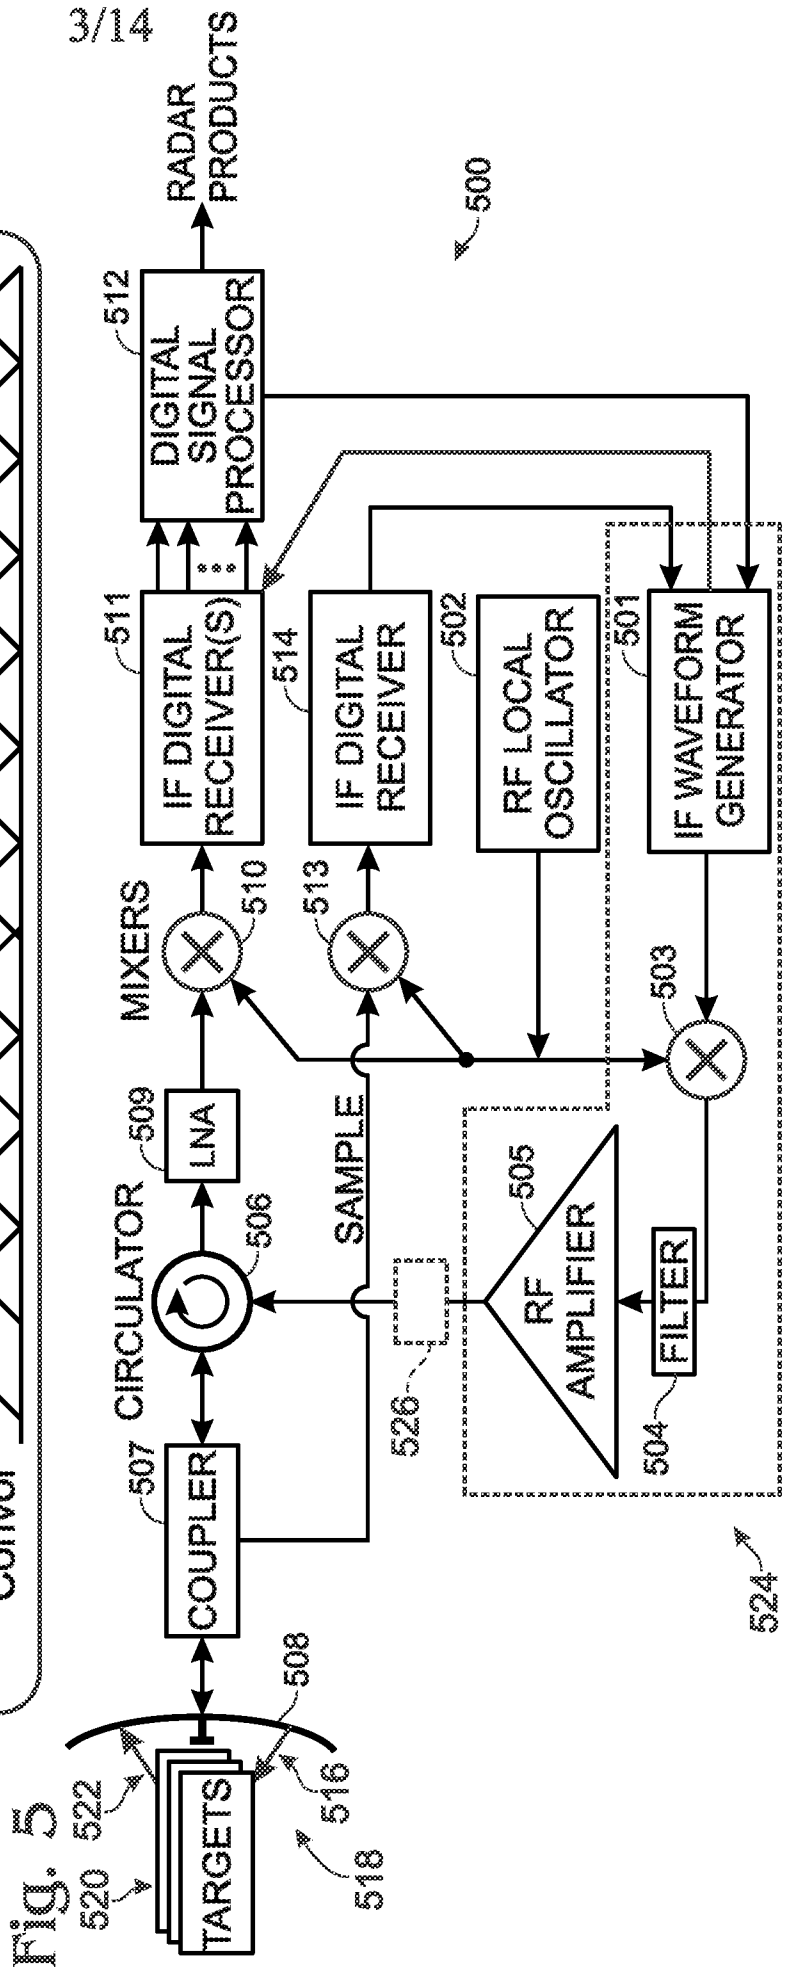 3/14
Fig. 5
RADAR
PRODUCTS
500
512
DIGITAL
SIGNAL
PROCESSOR
511
IF DIGITAL
RECEIVER(S)
514
IF DIGITAL
RECEIVER
502
RF LOCAL
OSCILLATOR
501
IF WAVEFORM
GENERATOR
MIXERS
510
513
503
509
LNA
CIRCULATOR
506
SAMPLE
505
RF
AMPLIFIER
526
FILTER
504
507
COUPLER
524
508
516
518
522
520
TARGETS